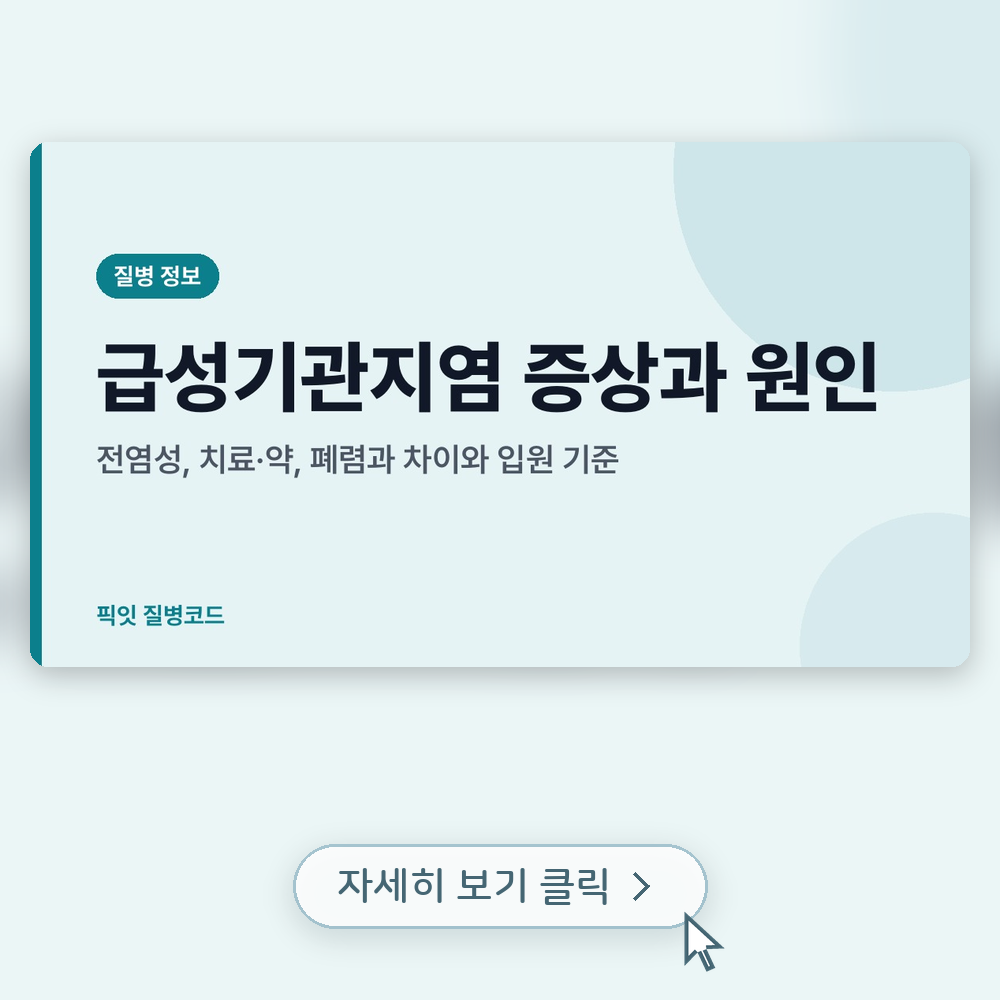 질병 정보
급성기관지염 증상과 원인
전염성, 치료·약, 폐렴과 차이와 입원 기준
픽잇 질병코드
자세히 보기 클릭 >